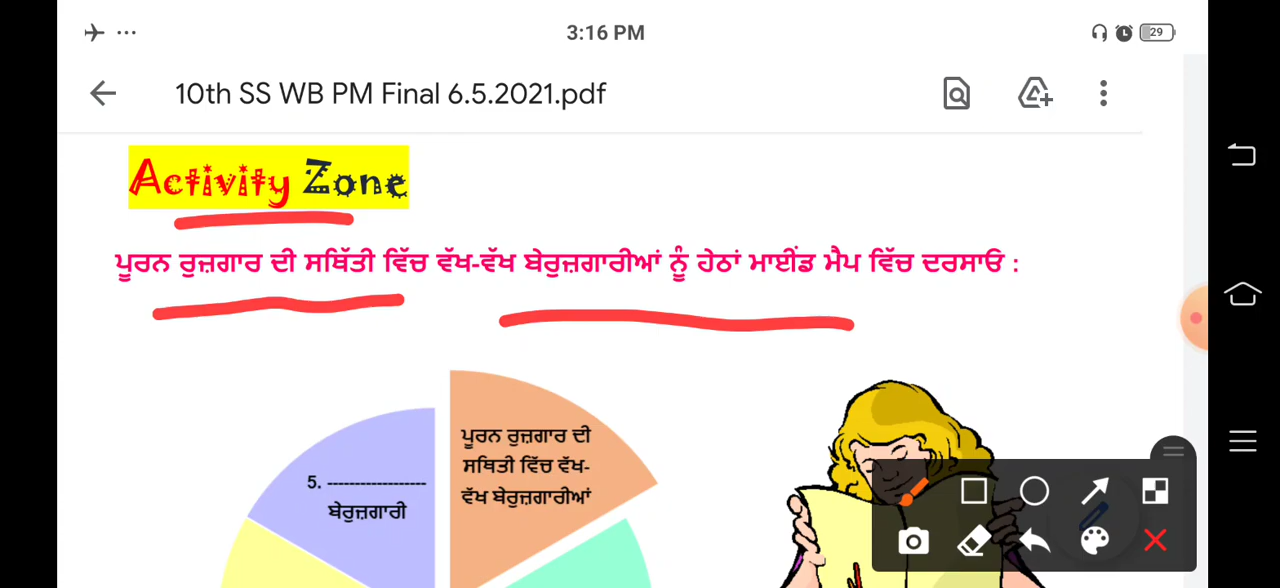 3:16 PM
29
10th SS WB PM Final 6.5.2021.pdf
Activity Zone
ਪੂਰਨ ਰੁਜ਼ਗਾਰ ਦੀ ਸਥਿੱਤੀ ਵਿੱਚ ਵੱਖ-ਵੱਖ ਬੇਰੁਜ਼ਗਾਰੀਆਂ ਨੂੰ ਹੇਠਾਂ ਮਾਈਂਡ ਮੈਪ ਵਿੱਚ ਦਰਸਾਓ :
ਪੂਰਨ ਰੁਜ਼ਗਾਰ ਦੀ
ਸਥਿਤੀ ਵਿੱਚ ਵੱਖ-
ਵੱਖ ਬੇਰੁਜ਼ਗਾਰੀਆਂ
5. ------------------
ਬੇਰੁਜ਼ਗਾਰੀ